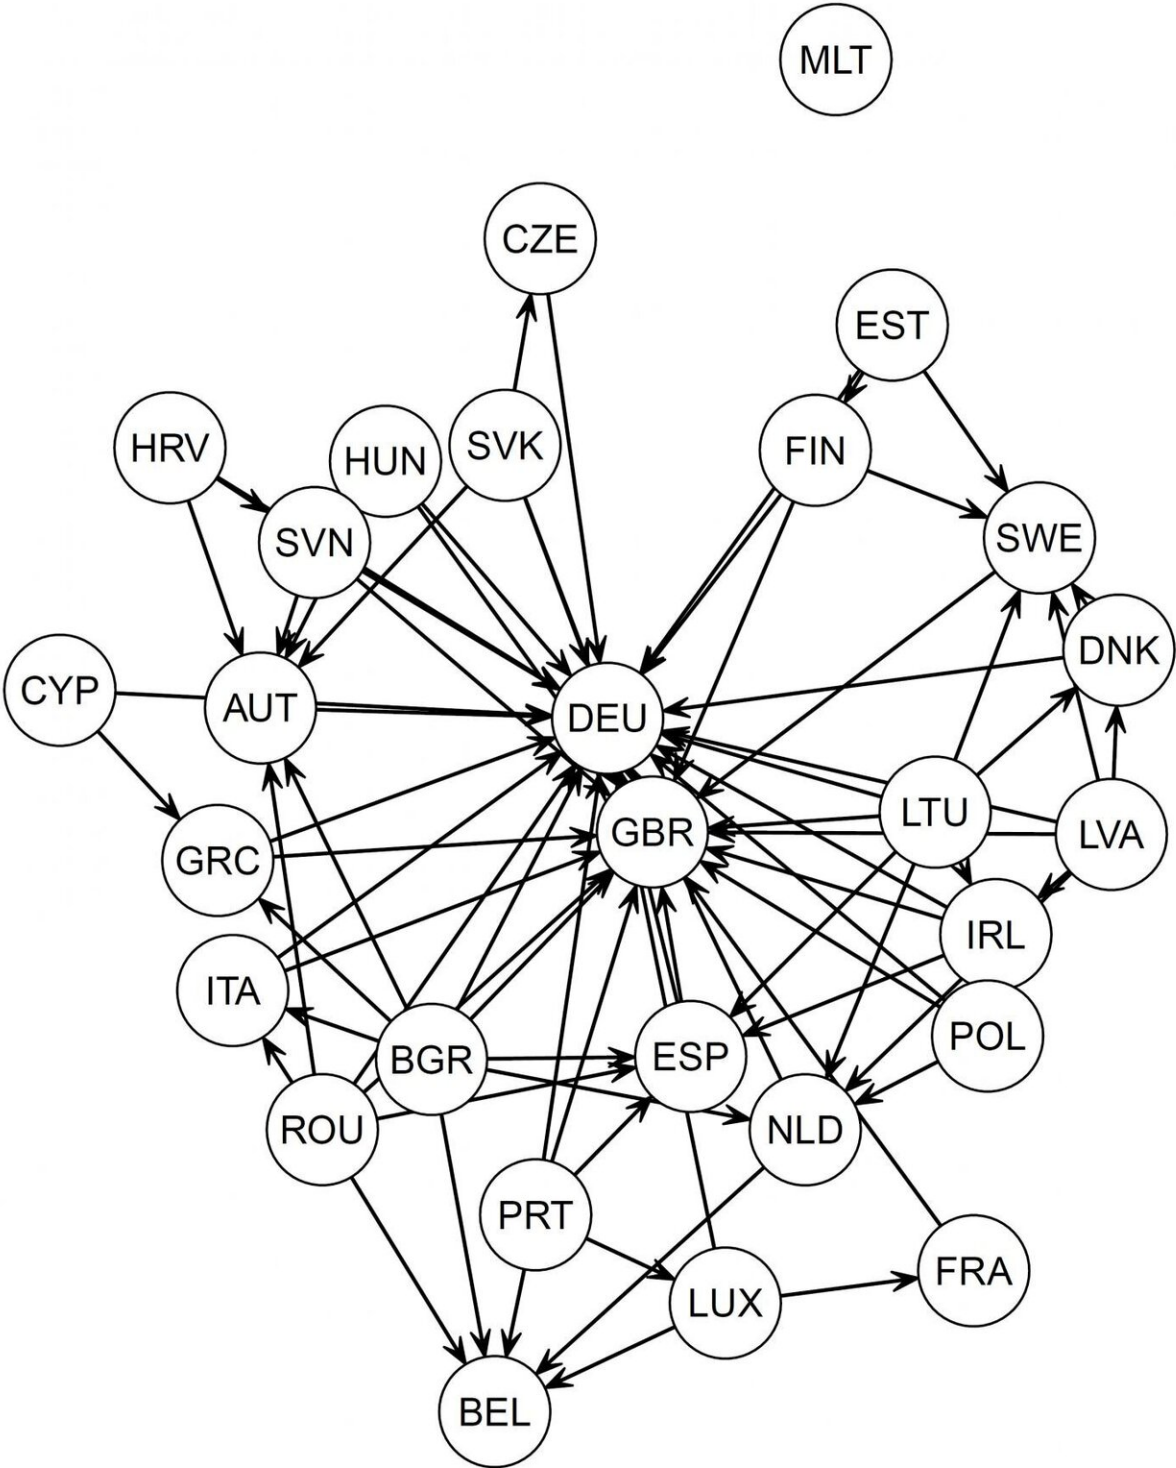 MLT
CZE
EST
HRV
HUN
SVK
FIN
SVN
SWE
DNK
CYP
AUT
DEU
LTU
GBR
LVA
GRC
IRL
ITA
POL
BGR
ESP
ROU
NLD
PRT
FRA
LUX
BEL